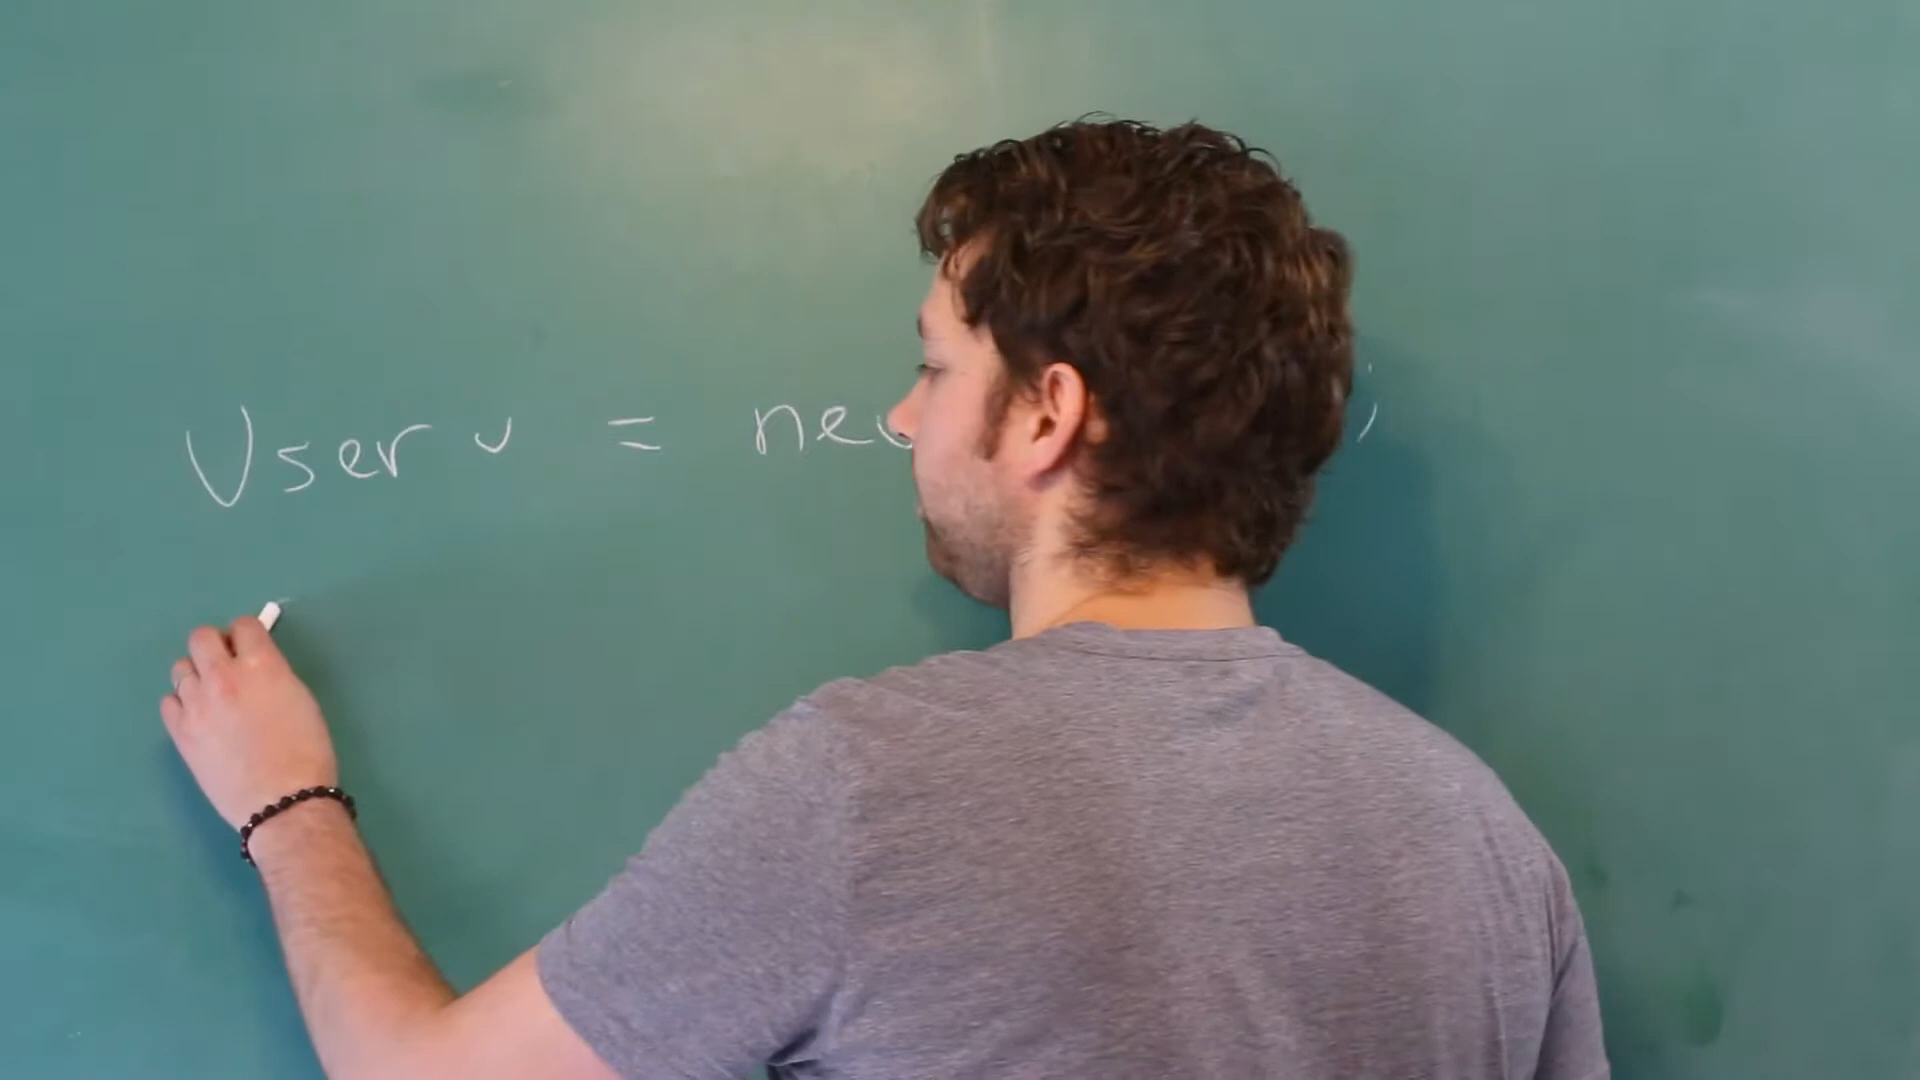 User u = new ;